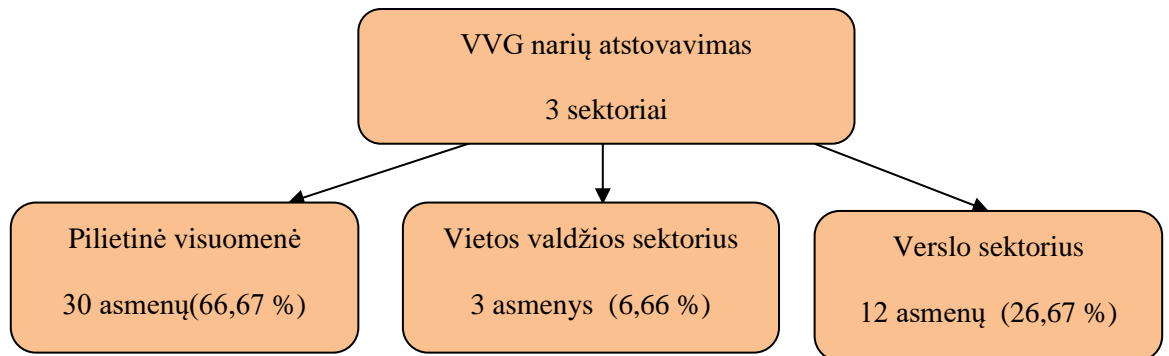 VVG narių atstovavimas
3 sektoriai
Pilietinė visuomenė
30 asmenų(66,67 %)
Vietos valdžios sektorius
3 asmenys (6,66 %)
Verslo sektorius
12 asmenų (26,67 %)